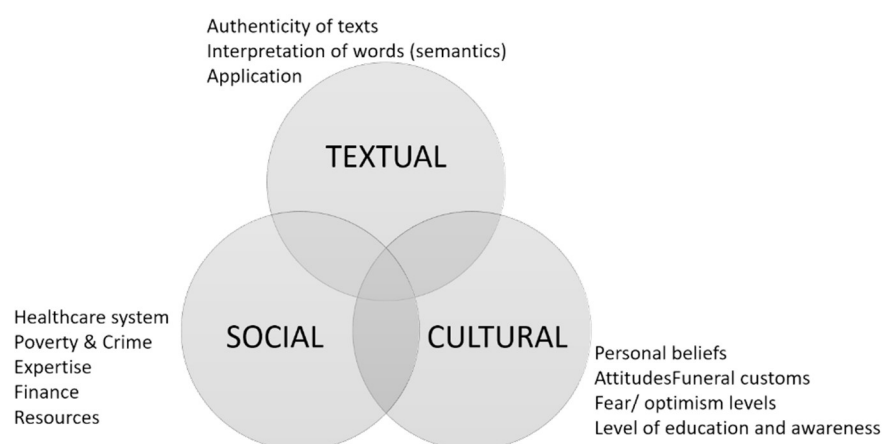 Authenticity of texts
Interpretation of words (semantics)
Application
TEXTUAL
SOCIAL
CULTURAL
Healthcare system
Poverty & Crime
Expertise
Finance
Resources
Personal beliefs
AttitudesFuneral customs
Fear/ optimism levels
Level of education and awareness